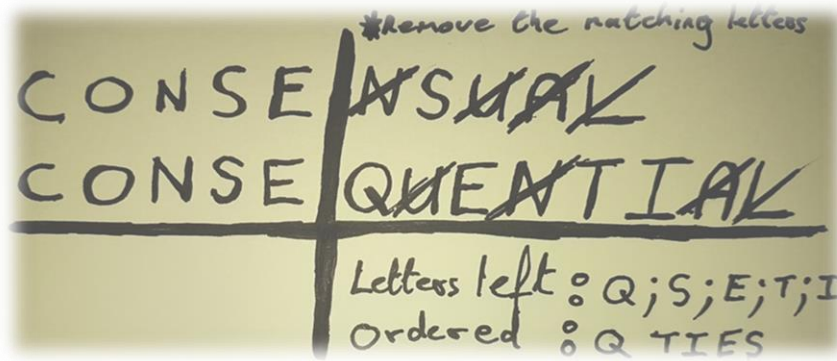 *Remove the matching letters
CONSE NSUAL
CONSE QUENTIAL
Letters left : Q;S;E;T;I
Ordered : Q TIES